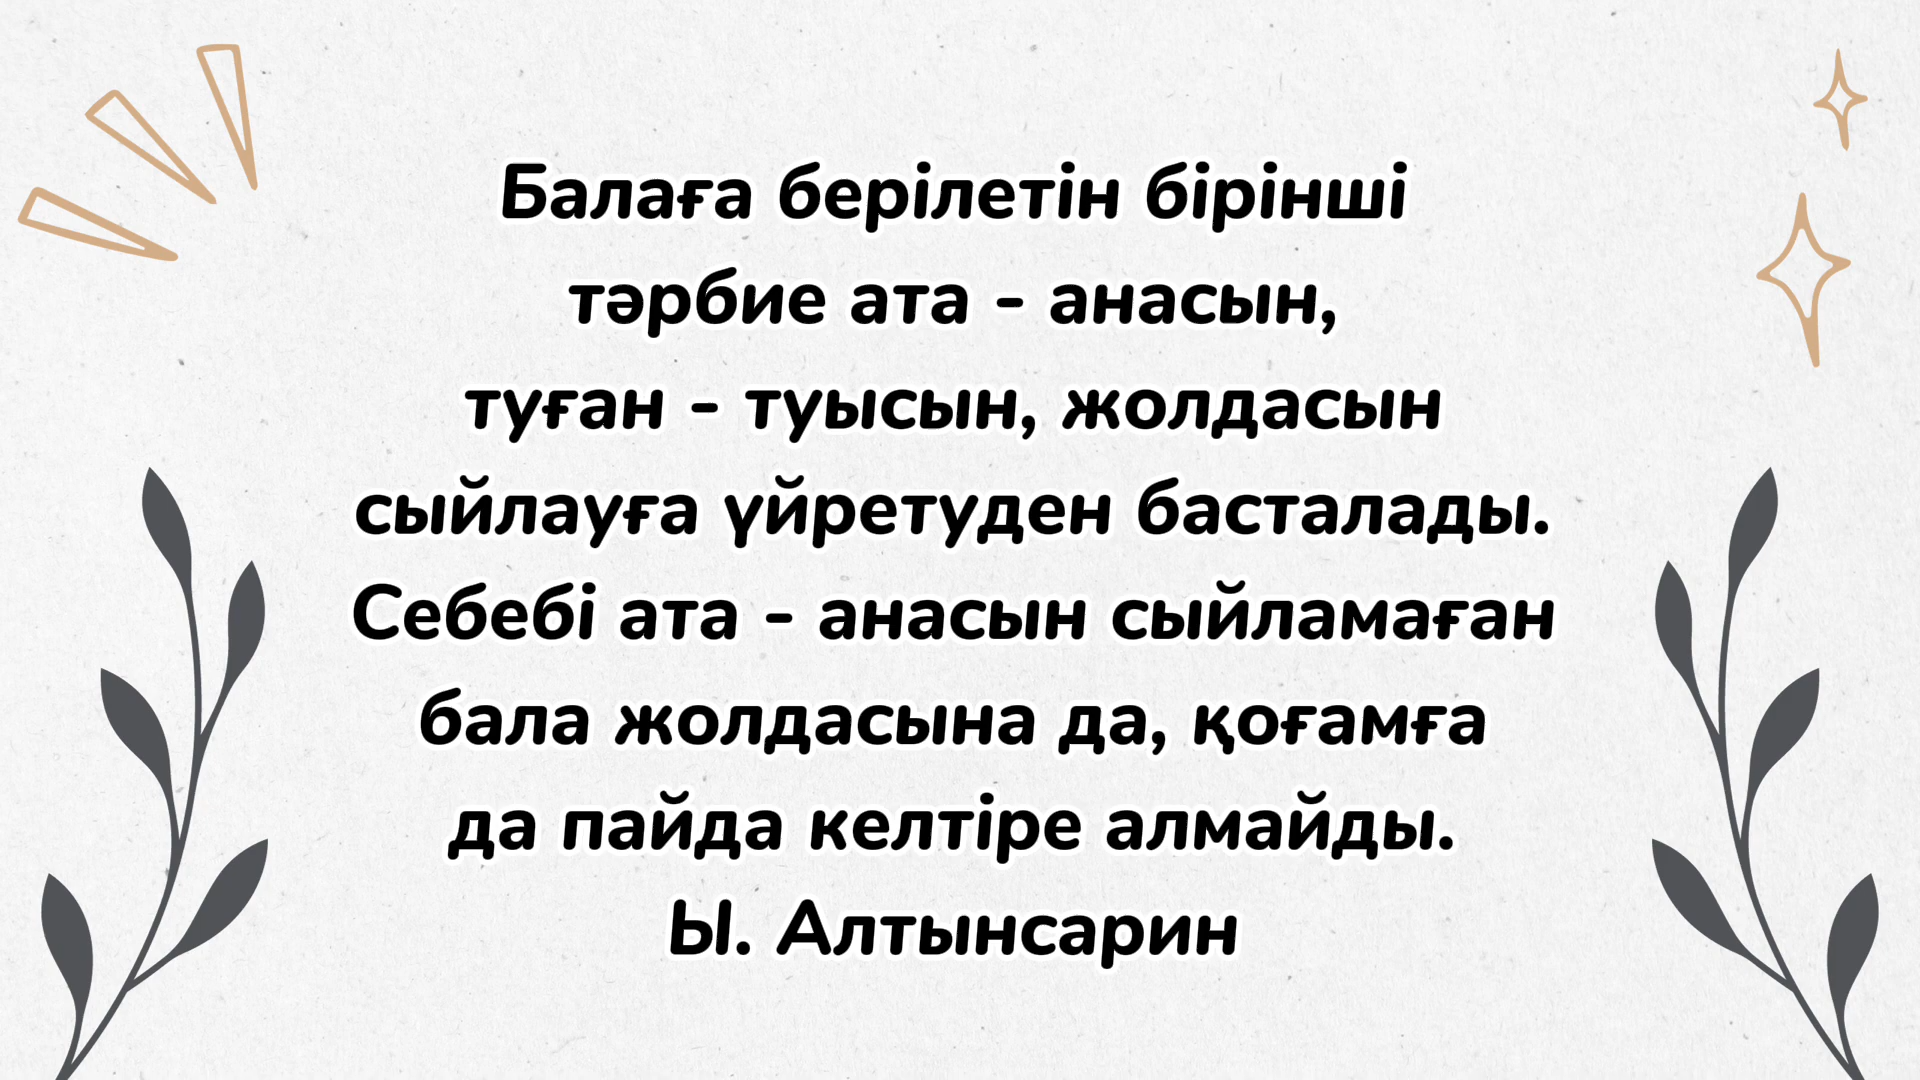 Балаға берілетін бірінші
тәрбие ата - анасын,
туған - туысын, жолдасын
сыйлауға үйретуден басталады.
Себебі ата - анасын сыйламаған
бала жолдасына да, қоғамға
да пайда келтіре алмайды.
Ы. Алтынсарин